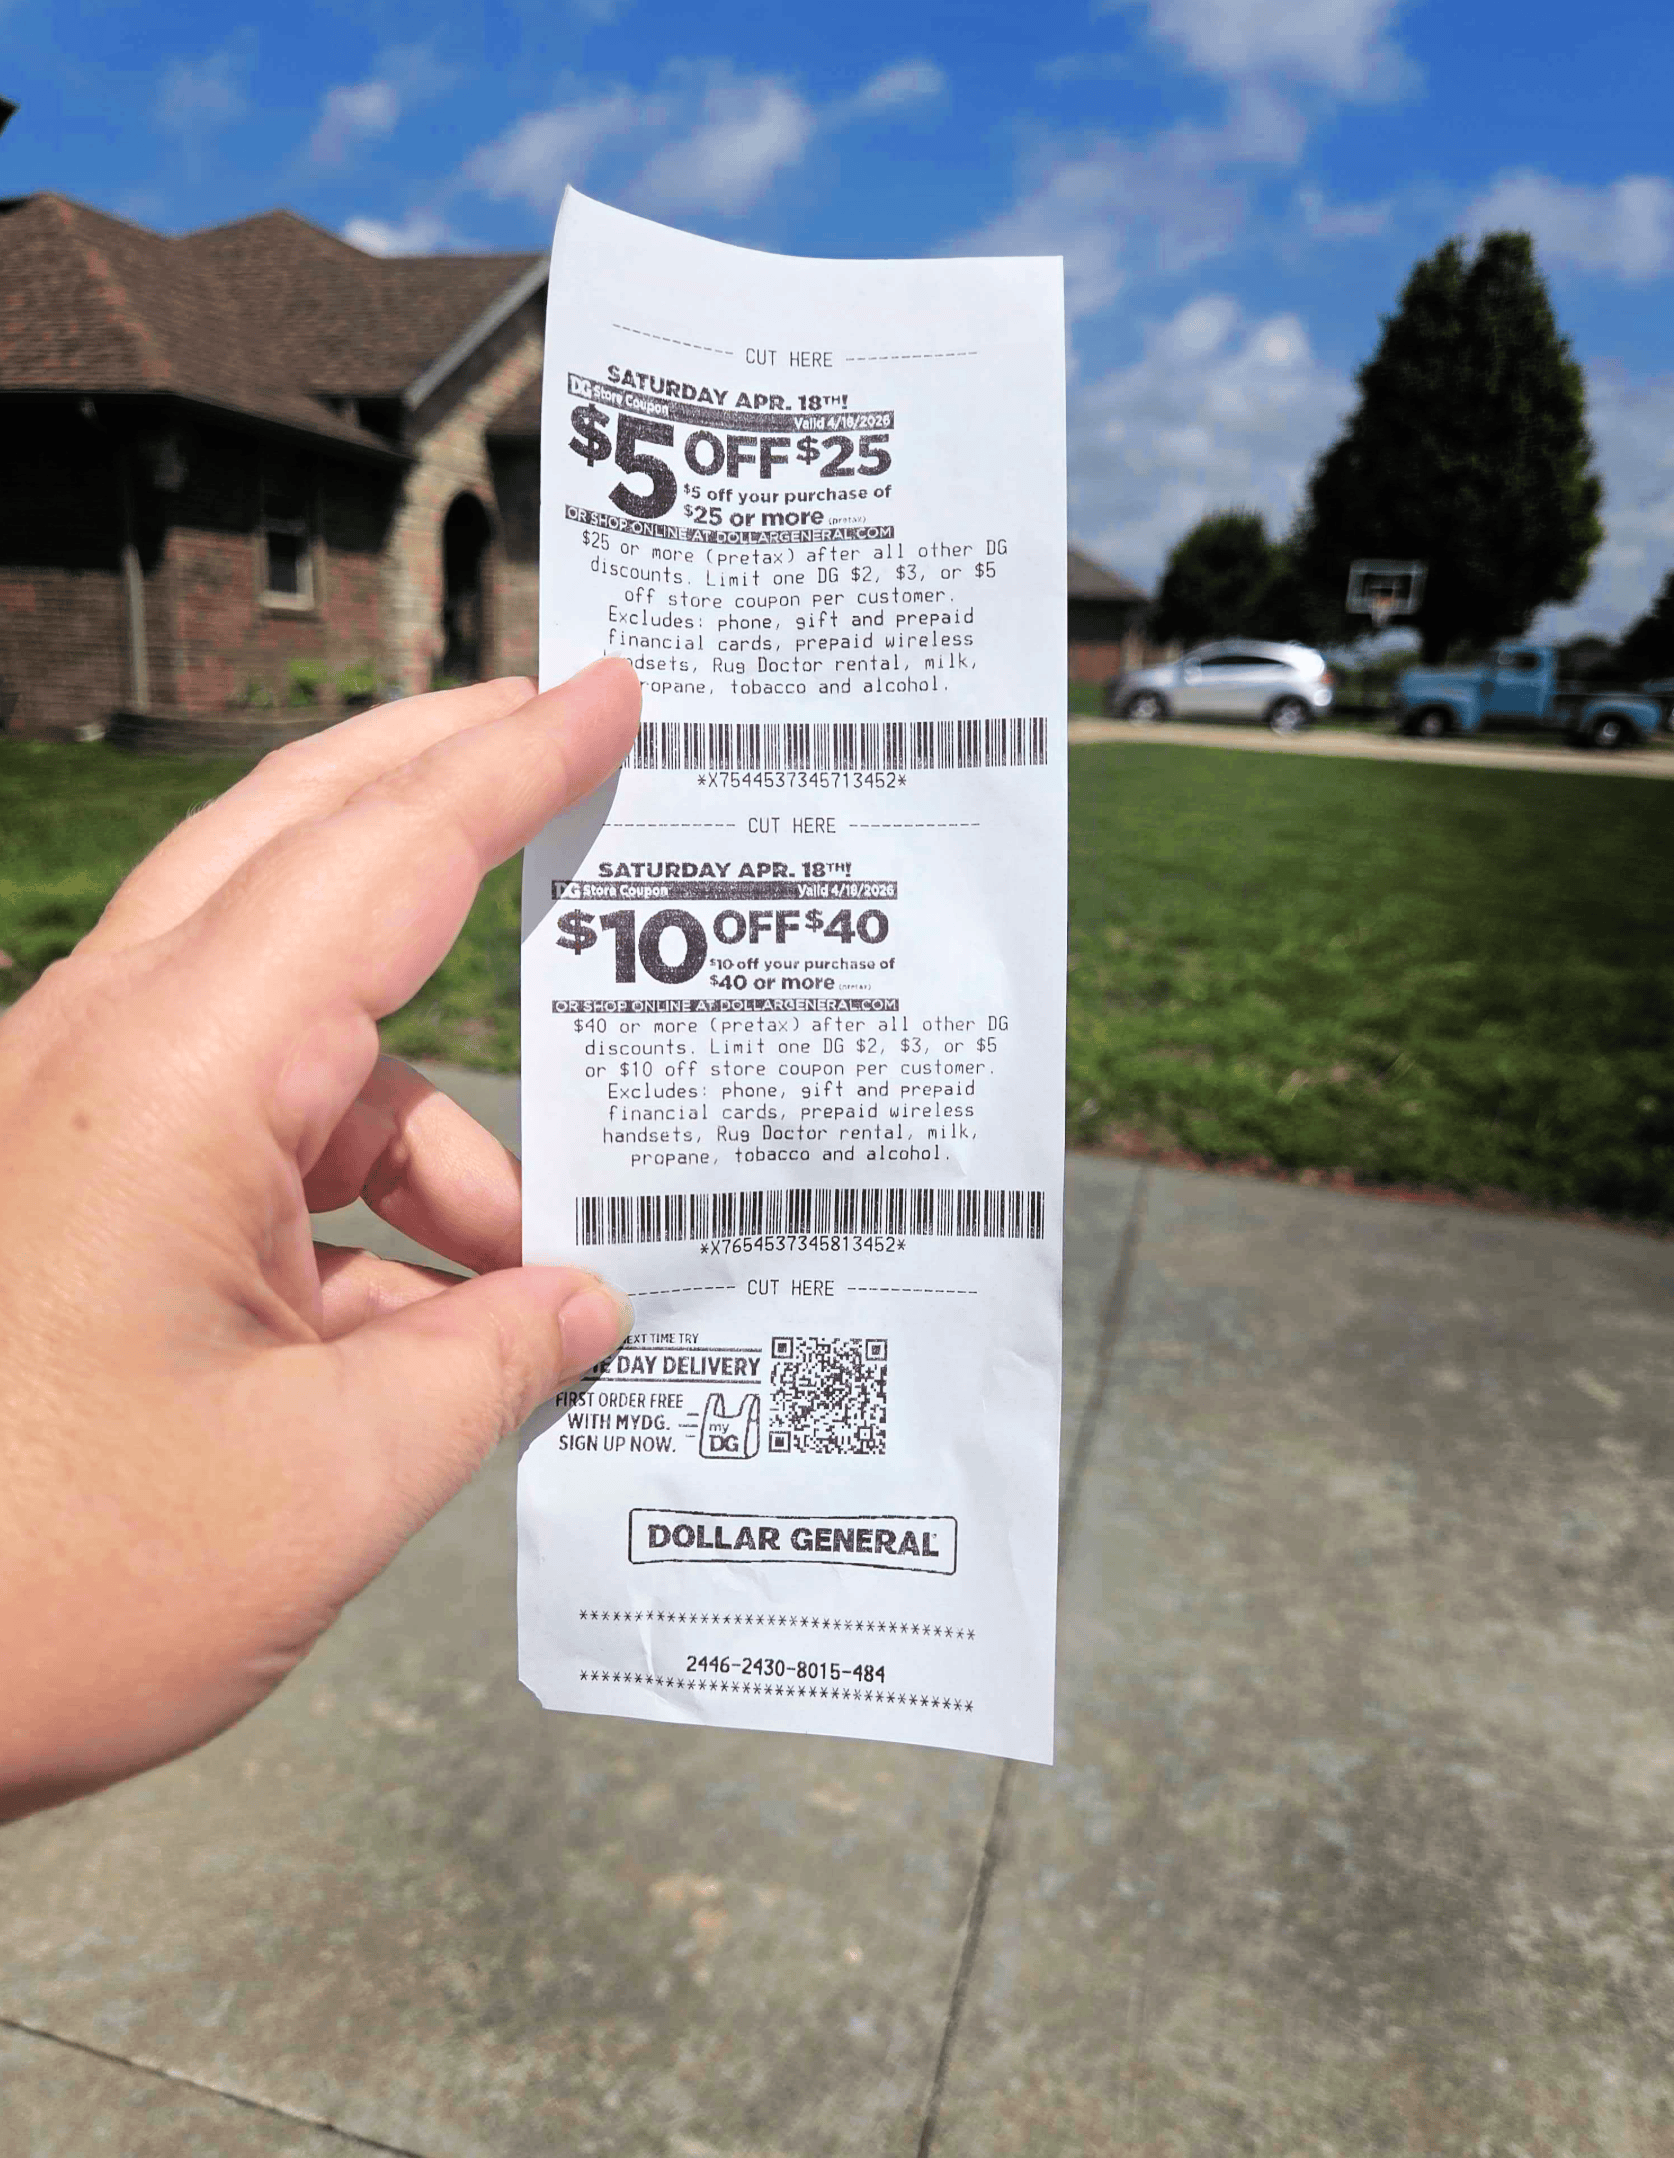 CUT HERE
SATURDAY APR. 18TH!
DG Store Coupon Valid 4/18/2026
$5 OFF $25
$5 off your purchase of
$25 or more (pretax)
OR SHOP ONLINE AT DOLLARGENERAL.COM
$25 or more (pretax) after all other DG
discounts. Limit one DG $2, $3, or $5
off store coupon per customer.
Excludes: phone, gift and prepaid
financial cards, prepaid wireless
ndsets, Rug Doctor rental, milk,
ropane, tobacco and alcohol.
*X7544537345713452*
CUT HERE
SATURDAY APR. 18TH!
DG Store Coupon Valid 4/18/2026
$10 OFF $40
$10 off your purchase of
$40 or more (pretax)
OR SHOP ONLINE AT DOLLARGENERAL.COM
$40 or more (pretax) after all other DG
discounts. Limit one DG $2, $3, or $5
or $10 off store coupon per customer.
Excludes: phone, gift and prepaid
financial cards, prepaid wireless
handsets, Rug Doctor rental, milk,
propane, tobacco and alcohol.
*X7654537345813452*
CUT HERE
EXT TIME TRY
E DAY DELIVERY
FIRST ORDER FREE
WITH MYDG.
SIGN UP NOW.
my
DG
DOLLAR GENERAL
***********************************
2446-2430-8015-484
***********************************